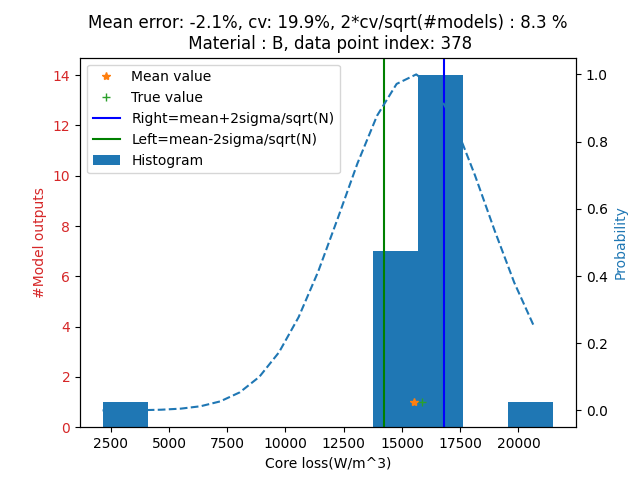 Mean error: -2.1%, cv: 19.9%, 2*cv/sqrt(#models) : 8.3 %
Material : B, data point index: 378
Mean value
True value
Right=mean+2sigma/sqrt(N)
Left=mean-2sigma/sqrt(N)
Histogram
#Model outputs
14
12
10
8
6
4
2
0
1.0
0.8
0.6
0.4
0.2
0.0
Probability
2500 5000 7500 10000 12500 15000 17500 20000
Core loss(W/m^3)